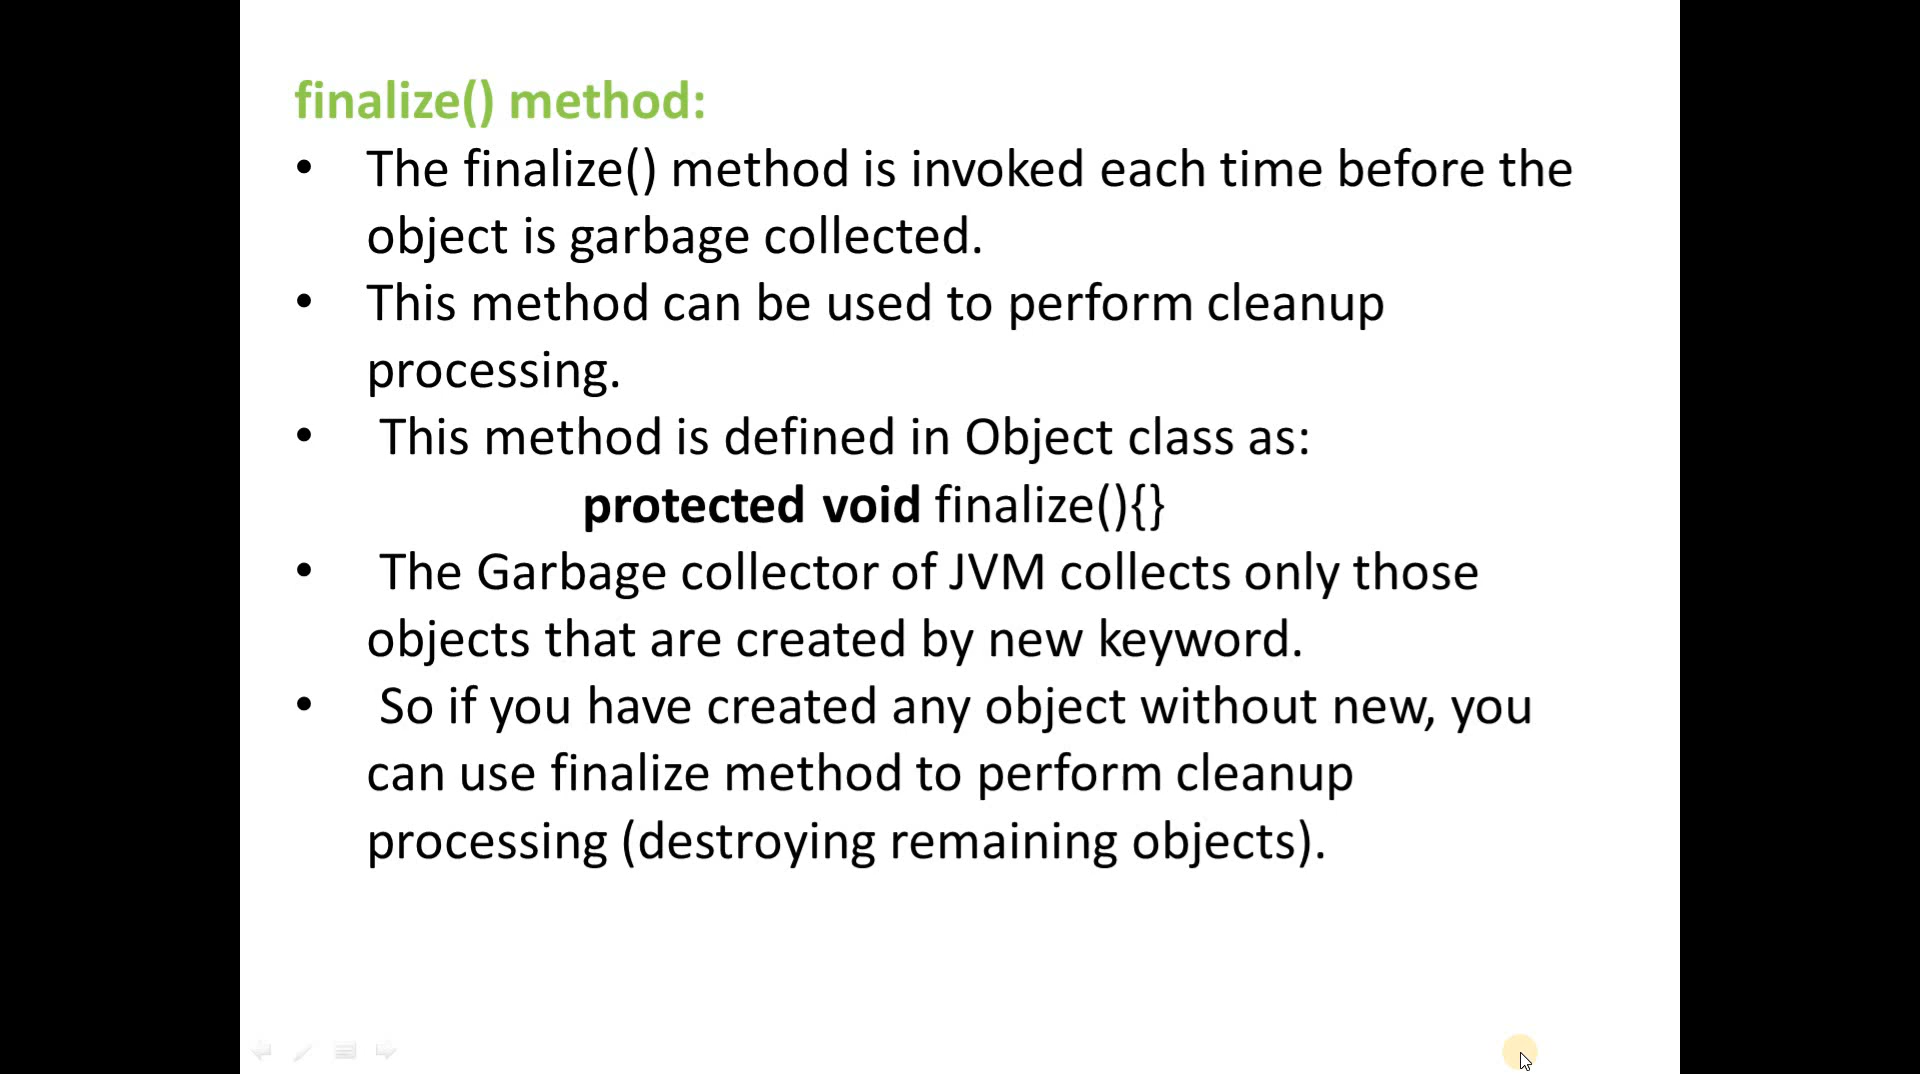 finalize() method:
• The finalize() method is invoked each time before the
object is garbage collected.
• This method can be used to perform cleanup
processing.
• This method is defined in Object class as:
protected void finalize(){}
• The Garbage collector of JVM collects only those
objects that are created by new keyword.
• So if you have created any object without new, you
can use finalize method to perform cleanup
processing (destroying remaining objects).